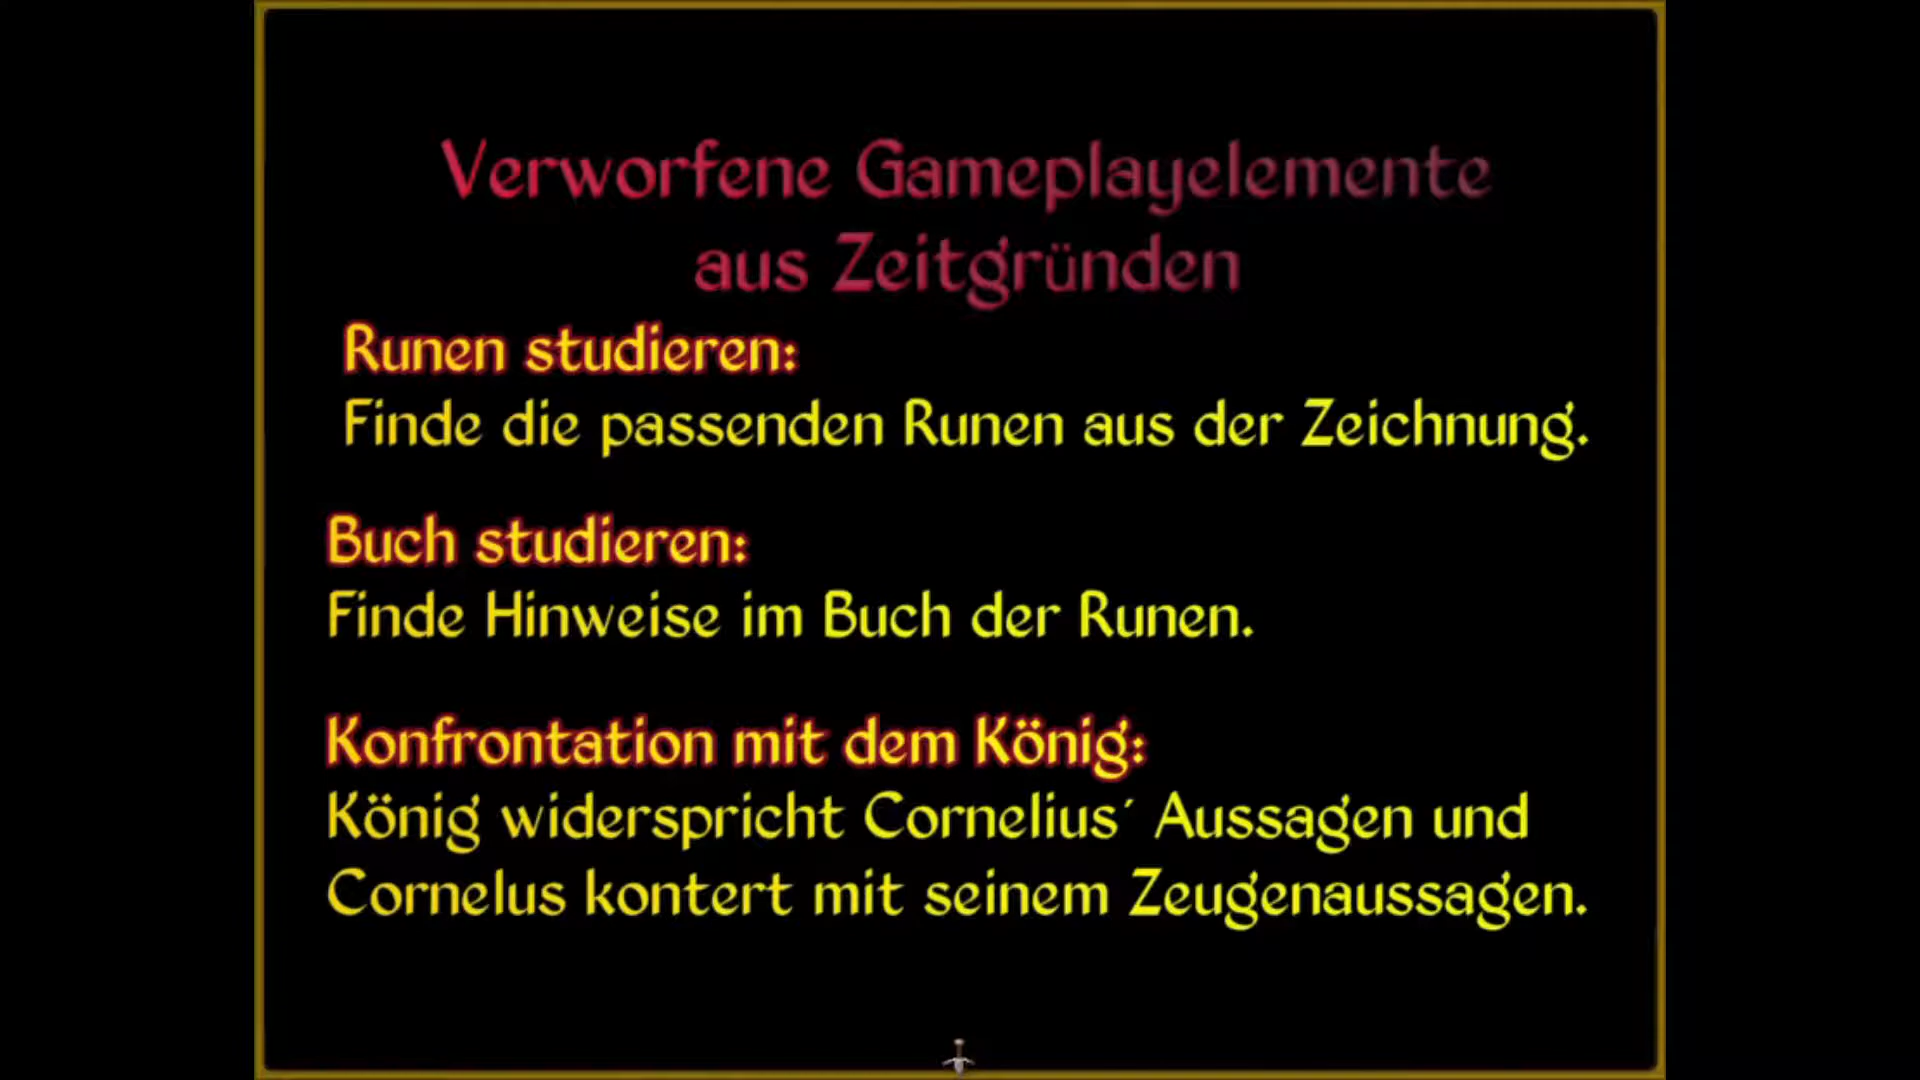 Verworfene Gameplayelemente
aus Zeitgründen
Runen studieren:
Finde die passenden Runen aus der Zeichnung.
Buch studieren:
Finde Hinweise im Buch der Runen.
Konfrontation mit dem König:
König widerspricht Cornelius´ Aussagen und
Cornelus kontert mit seinem Zeugenaussagen.